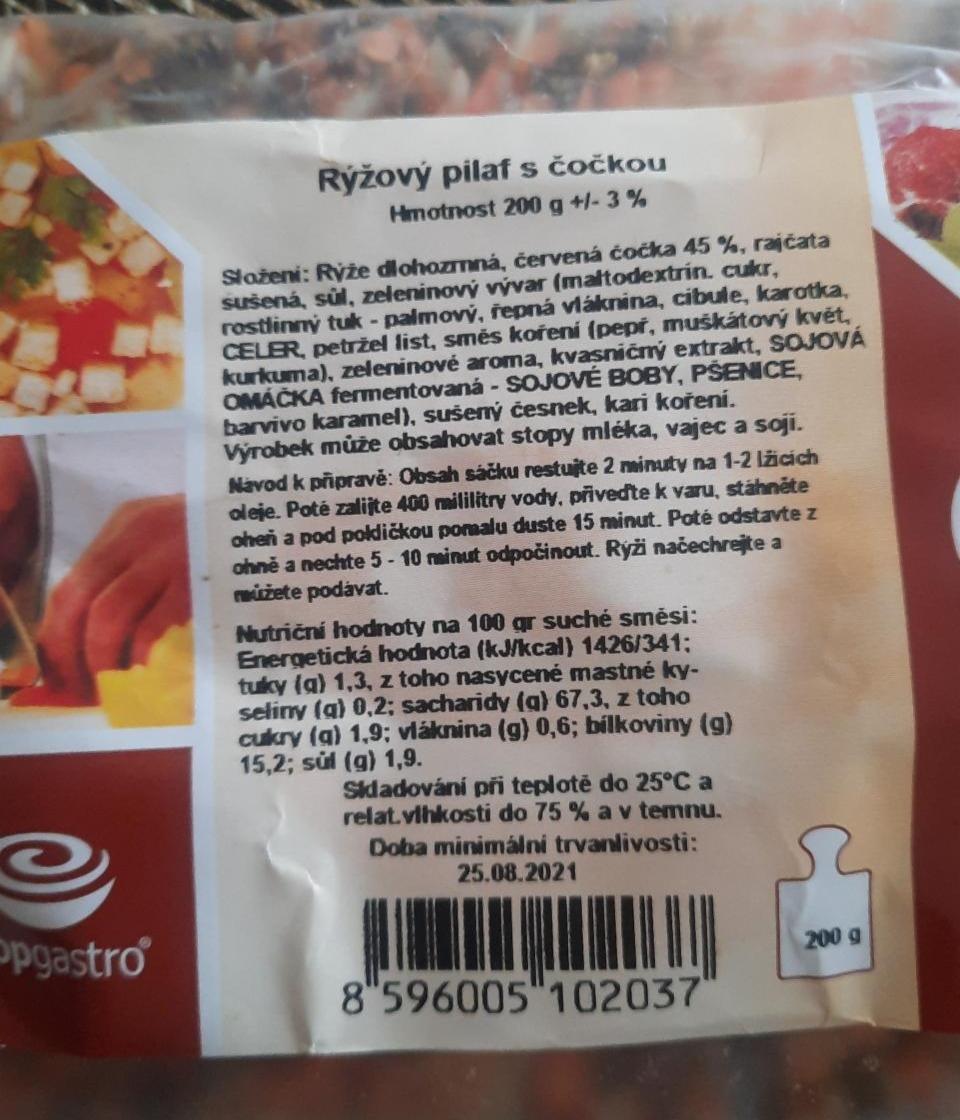 Rýžový pilaf s čočkou
Hmotnost 200 g +/- 3 %
Složení: Rýže dlohozrnná, červená čočka 45 %, rajčata
sušená, sůl, zeleninový vývar (maltodextrin. cukr,
rostlinný tuk - palmový, řepná vláknina, cibule, karotka,
CELER, petržel list, směs koření (pepř, muškátový květ,
kurkuma), zeleninové aroma, kvasničný extrakt, SOJOVÁ
OMÁČKA fermentovaná - SOJOVÉ BOBY, PŠENICE,
barvivo karamel), sušený česnek, kari koření.
Výrobek může obsahovat stopy mléka, vajec a soji.
Návod k přípravě: Obsah sáčku restujte 2 minuty na 1-2 lžicích
oleje. Poté zalijte 400 mililitry vody, přiveďte k varu, stáhněte
oheň a pod pokličkou pomalu duste 15 minut. Poté odstavte z
ohně a nechte 5 - 10 minut odpočinout. Rýži načechrejte a
můžete podávat.
Nutriční hodnoty na 100 gr suché směsi:
Energetická hodnota (kJ/kcal) 1426/341;
tuky (g) 1,3, z toho nasycené mastné ky-
seliny (g) 0,2; sacharidy (g) 67,3, z toho
cukry (g) 1,9; vláknina (g) 0,6; bílkoviny (g)
15,2; sůl (g) 1,9.
Skladování při teplotě do 25°C a
relat.vlhkosti do 75 % a v temnu.
Doba minimální trvanlivosti:
25.08.2021
200 g
opgastro®
8 596005 102037